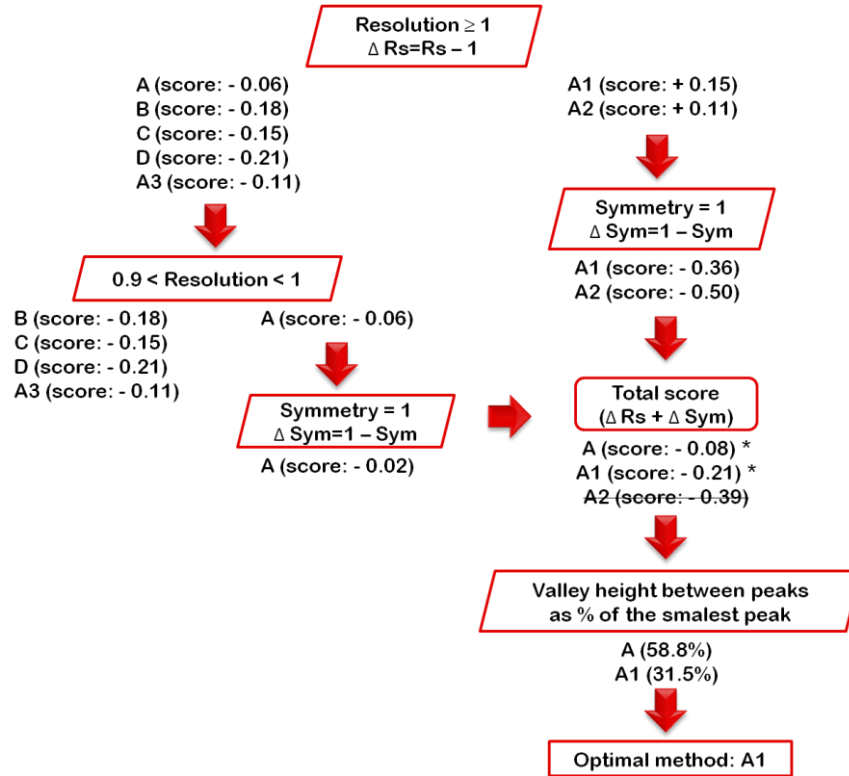 Resolution ≥ 1
Δ Rs=Rs – 1
A (score: - 0.06)
B (score: - 0.18)
C (score: - 0.15)
D (score: - 0.21)
A3 (score: - 0.11)
A1 (score: + 0.15)
A2 (score: + 0.11)
Symmetry = 1
Δ Sym=1 – Sym
A1 (score: - 0.36)
A2 (score: - 0.50)
0.9 < Resolution < 1
B (score: - 0.18)
C (score: - 0.15)
D (score: - 0.21)
A3 (score: - 0.11)
A (score: - 0.06)
Symmetry = 1
Δ Sym=1 – Sym
A (score: - 0.02)
Total score
(Δ Rs + Δ Sym)
A (score: - 0.08) *
A1 (score: - 0.21) *
A2 (score: - 0.39)
Valley height between peaks
as % of the smalest peak
A (58.8%)
A1 (31.5%)
Optimal method: A1